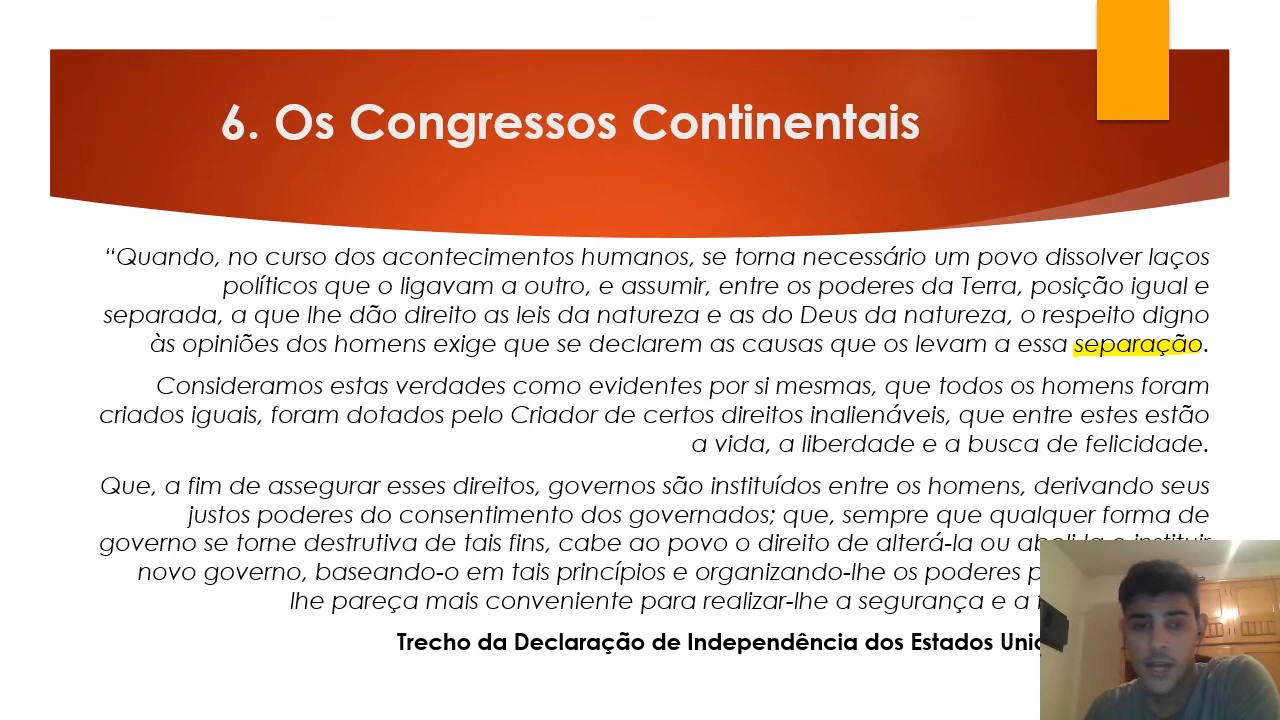 6. Os Congressos Continentais
“Quando, no curso dos acontecimentos humanos, se torna necessário um povo dissolver laços
políticos que o ligavam a outro, e assumir, entre os poderes da Terra, posição igual e
separada, a que lhe dão direito as leis da natureza e as do Deus da natureza, o respeito digno
às opiniões dos homens exige que se declarem as causas que os levam a essa separação.
Consideramos estas verdades como evidentes por si mesmas, que todos os homens foram
criados iguais, foram dotados pelo Criador de certos direitos inalienáveis, que entre estes estão
a vida, a liberdade e a busca de felicidade.
Que, a fim de assegurar esses direitos, governos são instituídos entre os homens, derivando seus
justos poderes do consentimento dos governados; que, sempre que qualquer forma de
governo se torne destrutiva de tais fins, cabe ao povo o direito de alterá-la ou
novo governo, baseando-o em tais princípios e organizando-lhe os poderes
lhe pareça mais conveniente para realizar-lhe a segurança e a
Trecho da Declaração de Independência dos Estados